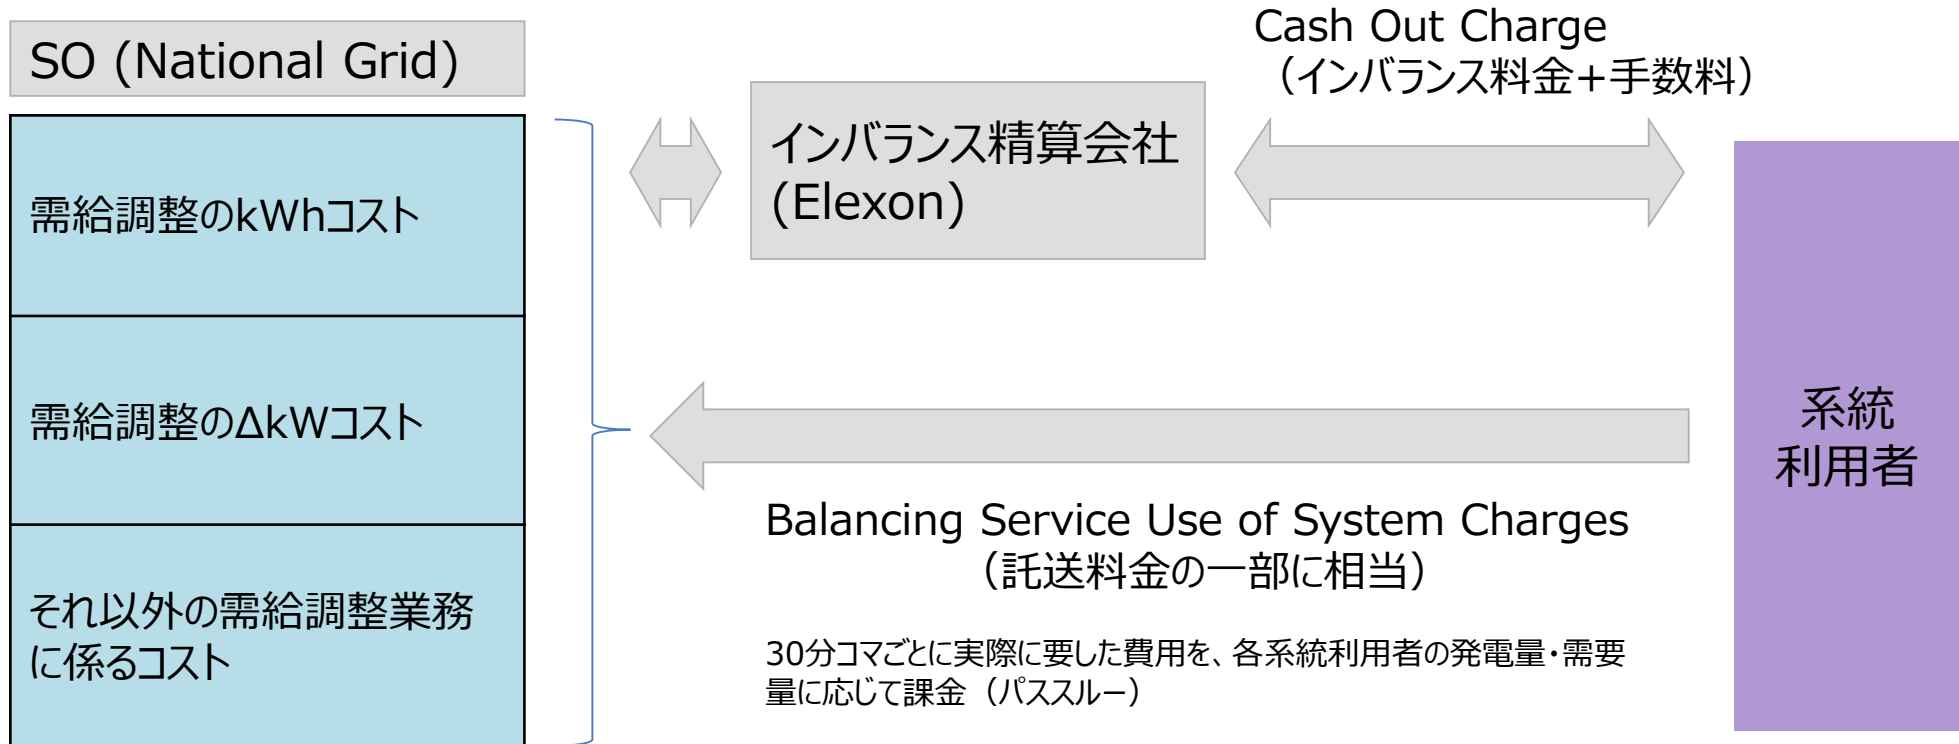 SO (National Grid)
需給調整のkWhコスト
需給調整のΔkWコスト
それ以外の需給調整業務
に係るコスト
インバランス精算会社
(Elexon)
Cash Out Charge
（インバランス料金+手数料）
Balancing Service Use of System Charges
（託送料金の一部に相当）
30分コマごとに実際に要した費用を、各系統利用者の発電量・需要
量に応じて課金（パススルー）
系統
利用者